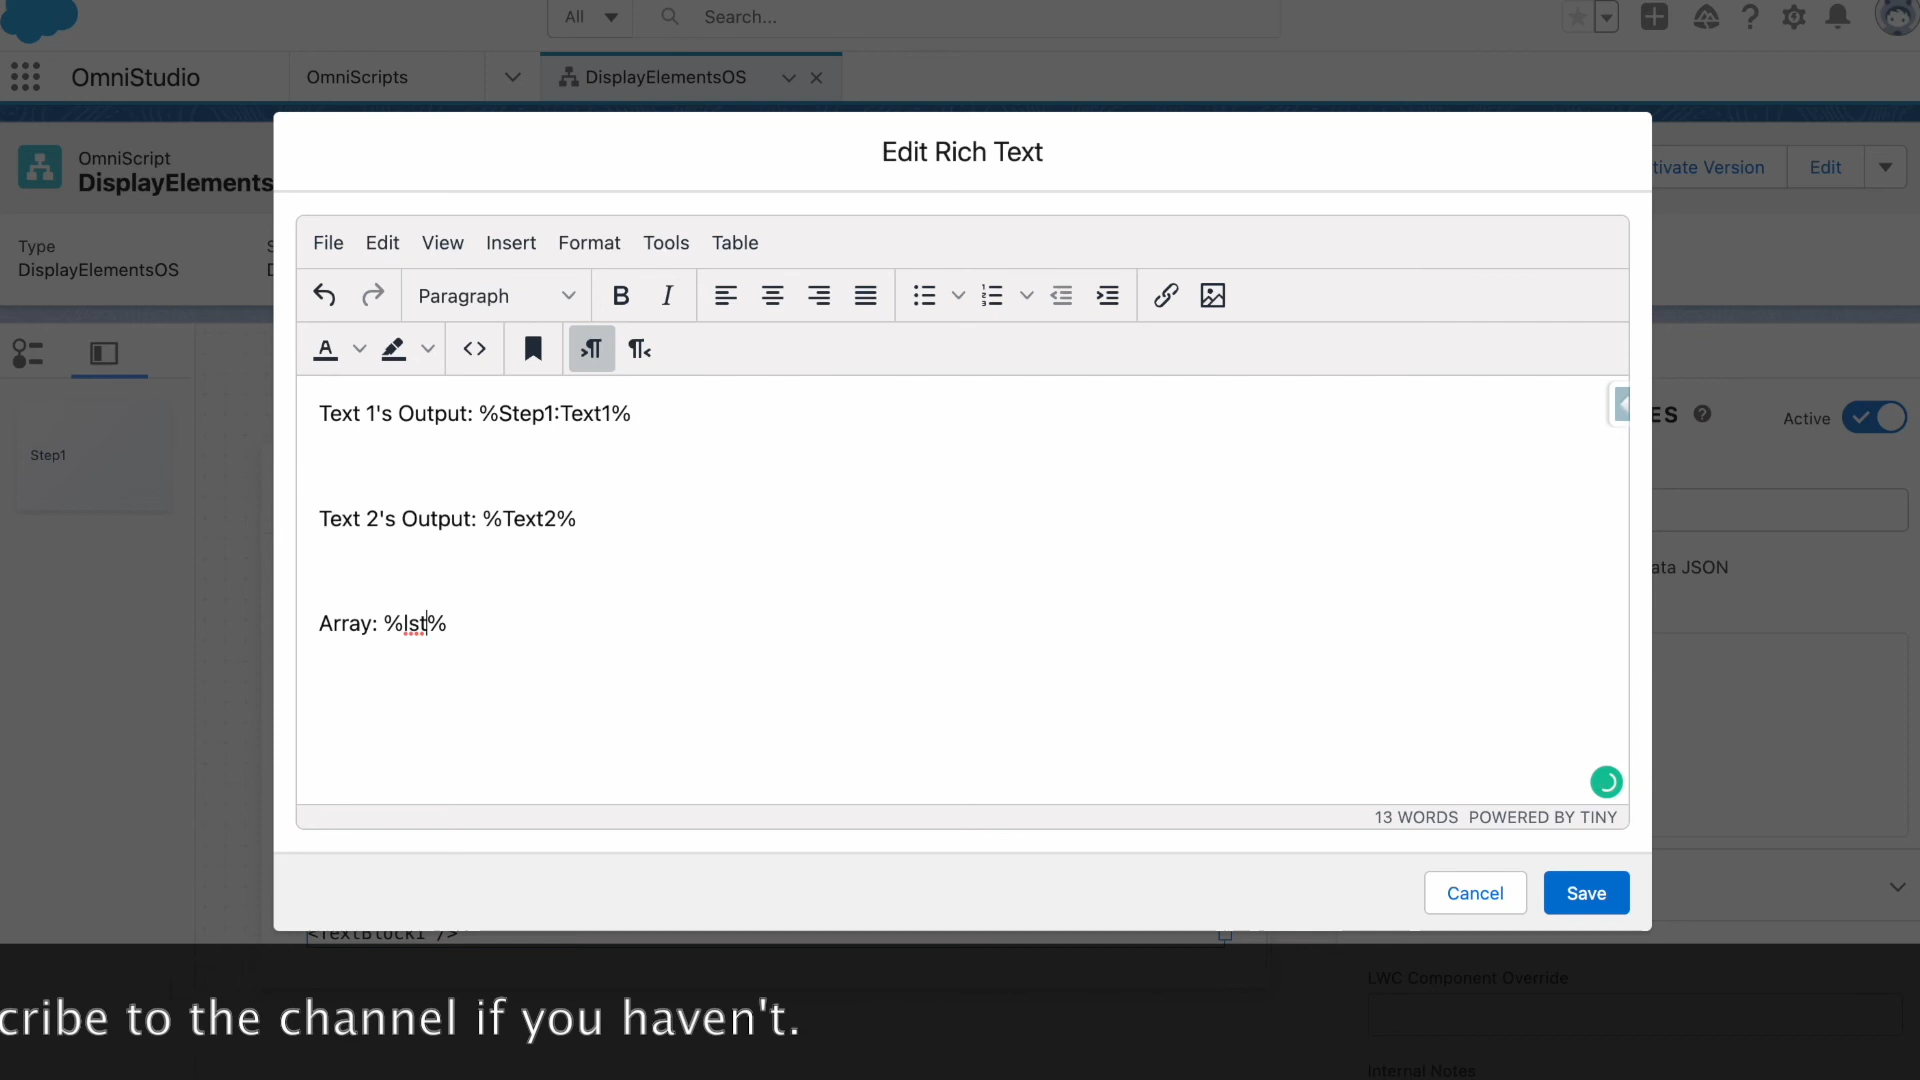 All
Search...
OmniStudio
OmniScripts
DisplayElementsOS
OmniScript
DisplayElements
tivate Version
Edit
Type
DisplayElementsOS
Edit Rich Text
File Edit View Insert Format Tools Table
Paragraph
B I
Text 1's Output: %Step1:Text1%
Text 2's Output: %Text2%
Array: %lst%
13 WORDS POWERED BY TINY
Cancel
Save
Step1
ES
Active
ata JSON
<TextBlock1 />
LWC Component Override
Internal Notes
cribe to the channel if you haven't.